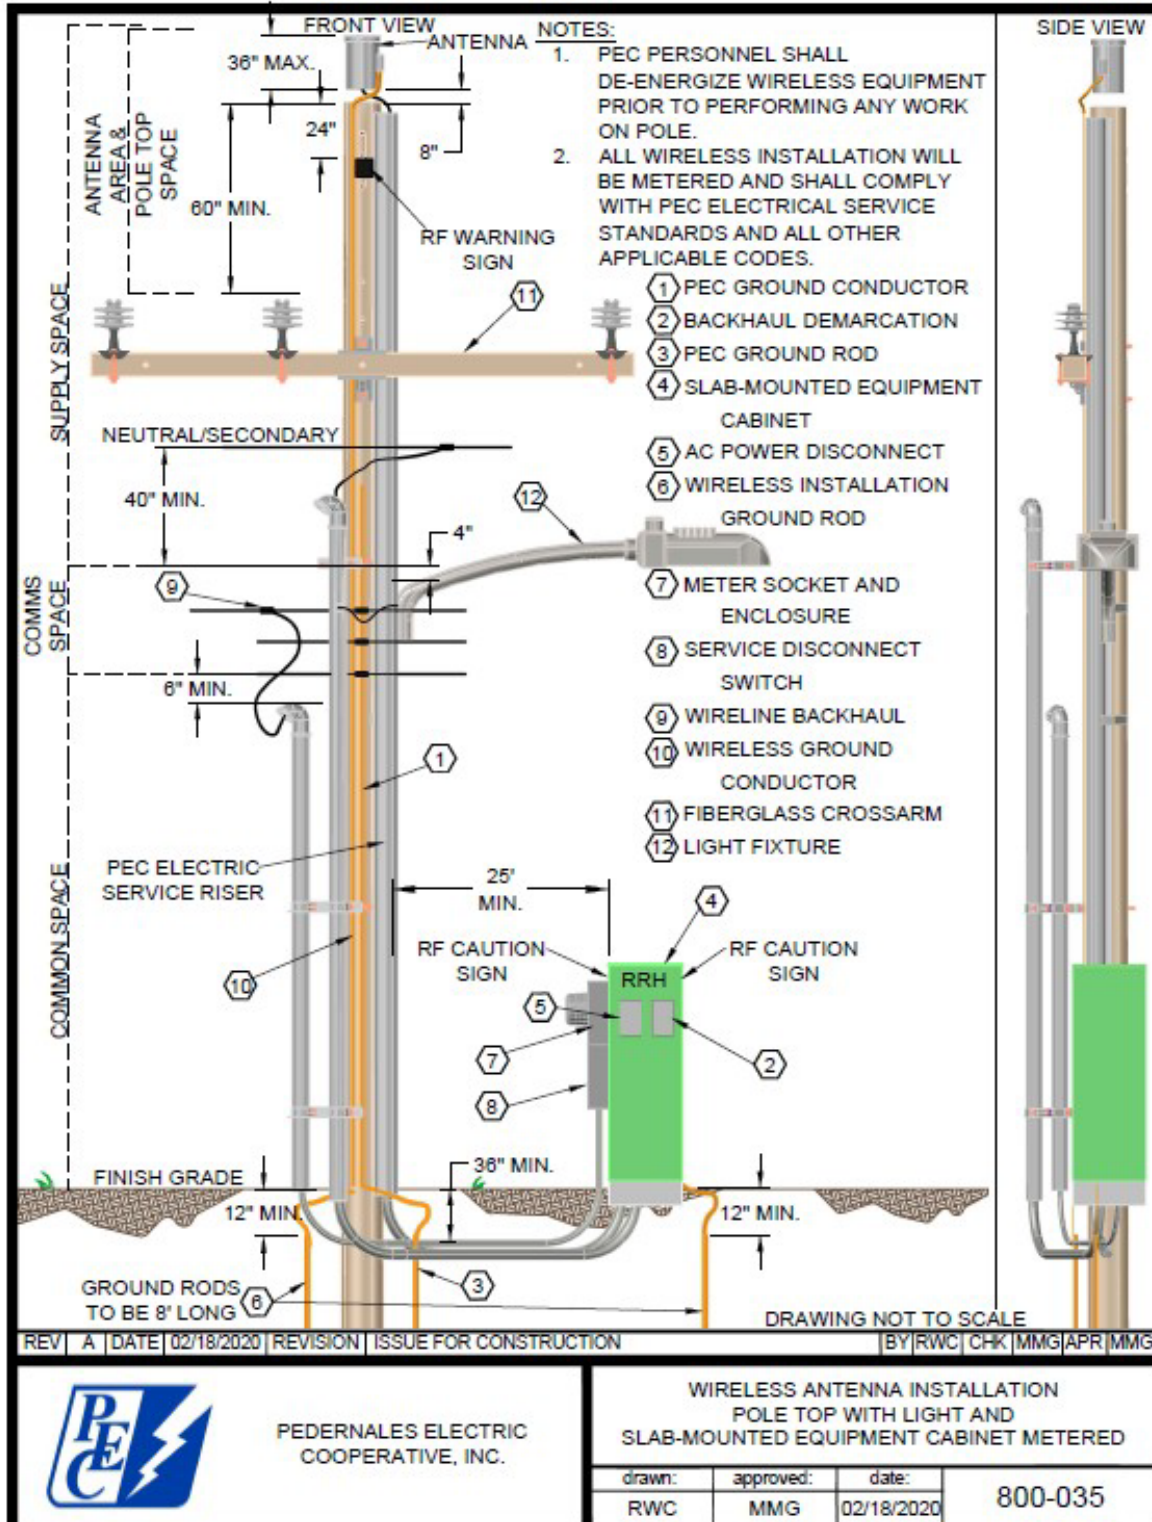 FRONT VIEW
ANTENNA
36" MAX.
24"
8"
60" MIN.
ANTENNA
AREA &
POLE TOP
SPACE
RF WARNING
SIGN
SUPPLY SPACE
11
NEUTRAL/SECONDARY
40" MIN.
12
4"
COMMS
SPACE
9
6" MIN.
1
PEC ELECTRIC
SERVICE RISER
COMMON SPACE
25'
MIN.
4
RF CAUTION
SIGN
RF CAUTION
SIGN
RRH
10
5
7
2
8
36" MIN.
FINISH GRADE
12" MIN.
12" MIN.
GROUND RODS
TO BE 8' LONG
6
3
NOTES:
1. PEC PERSONNEL SHALL
DE-ENERGIZE WIRELESS EQUIPMENT
PRIOR TO PERFORMING ANY WORK
ON POLE.
2. ALL WIRELESS INSTALLATION WILL
BE METERED AND SHALL COMPLY
WITH PEC ELECTRICAL SERVICE
STANDARDS AND ALL OTHER
APPLICABLE CODES.
1 PEC GROUND CONDUCTOR
2 BACKHAUL DEMARCATION
3 PEC GROUND ROD
4 SLAB-MOUNTED EQUIPMENT
CABINET
5 AC POWER DISCONNECT
6 WIRELESS INSTALLATION
GROUND ROD
7 METER SOCKET AND
ENCLOSURE
8 SERVICE DISCONNECT
SWITCH
9 WIRELINE BACKHAUL
10 WIRELESS GROUND
CONDUCTOR
11 FIBERGLASS CROSSARM
12 LIGHT FIXTURE
SIDE VIEW
DRAWING NOT TO SCALE
REV A DATE 02/18/2020 REVISION ISSUE FOR CONSTRUCTION BY RWC CHK MMG APR MMG
PEC
PEDERNALES ELECTRIC
COOPERATIVE, INC.
WIRELESS ANTENNA INSTALLATION
POLE TOP WITH LIGHT AND
SLAB-MOUNTED EQUIPMENT CABINET METERED
drawn: approved: date:
RWC MMG 02/18/2020
800-035